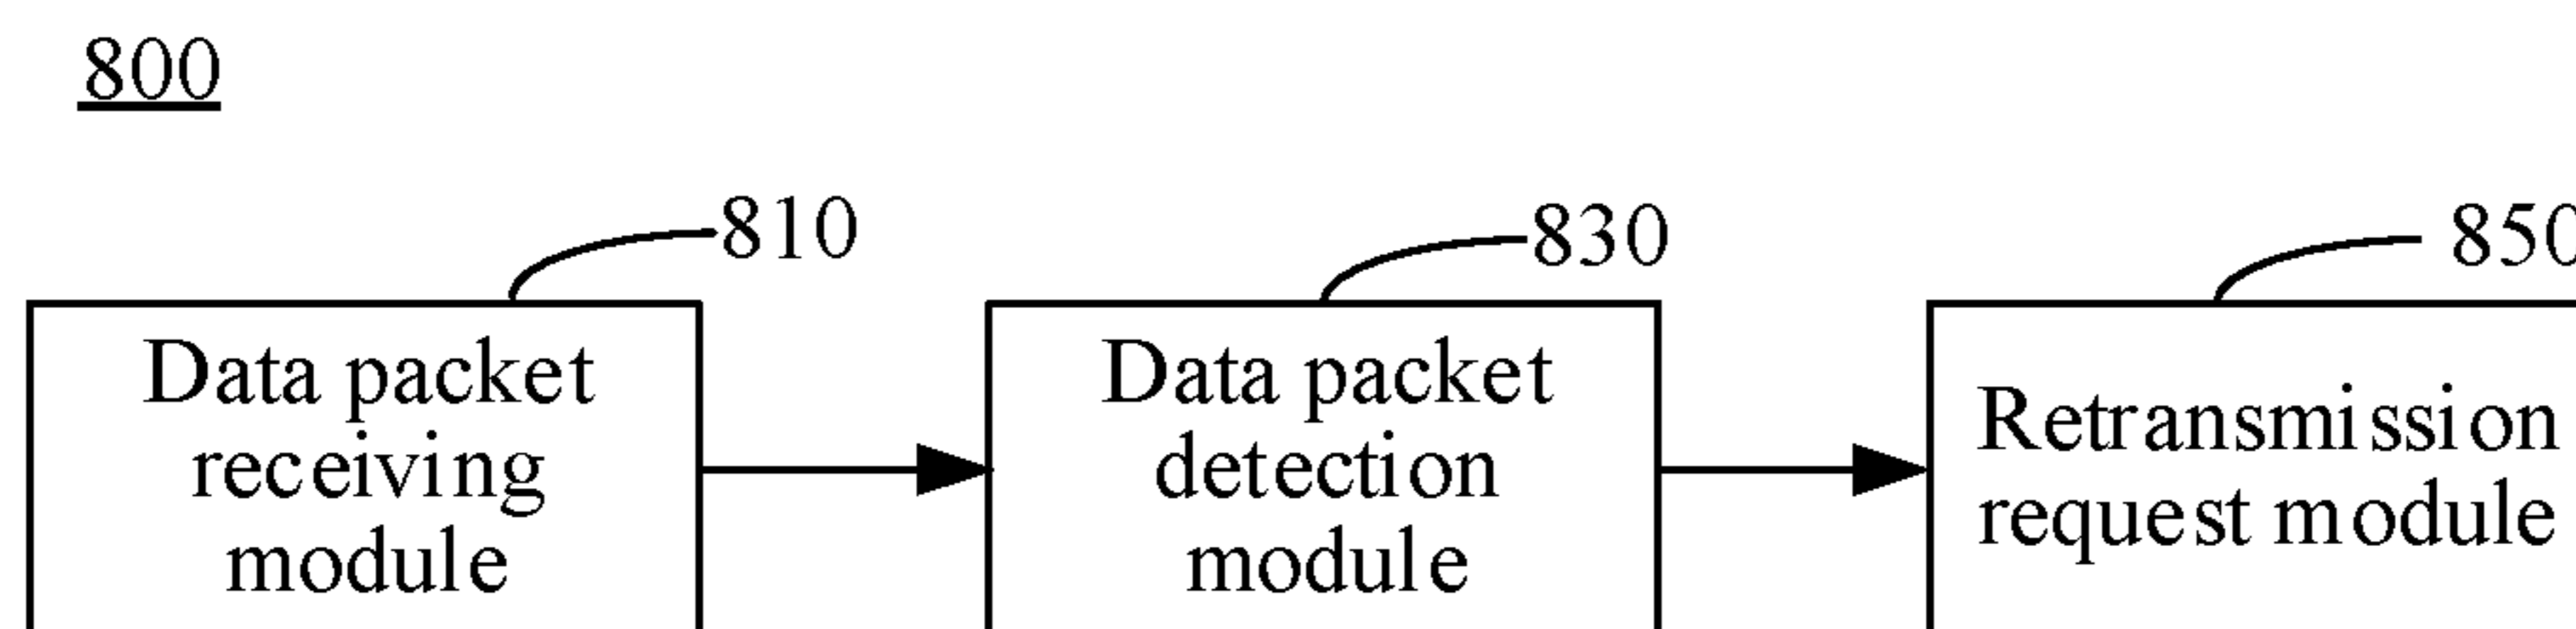 800
810
830
850
Data packet
receiving
module
Data packet
detection
module
Retransmission
request module